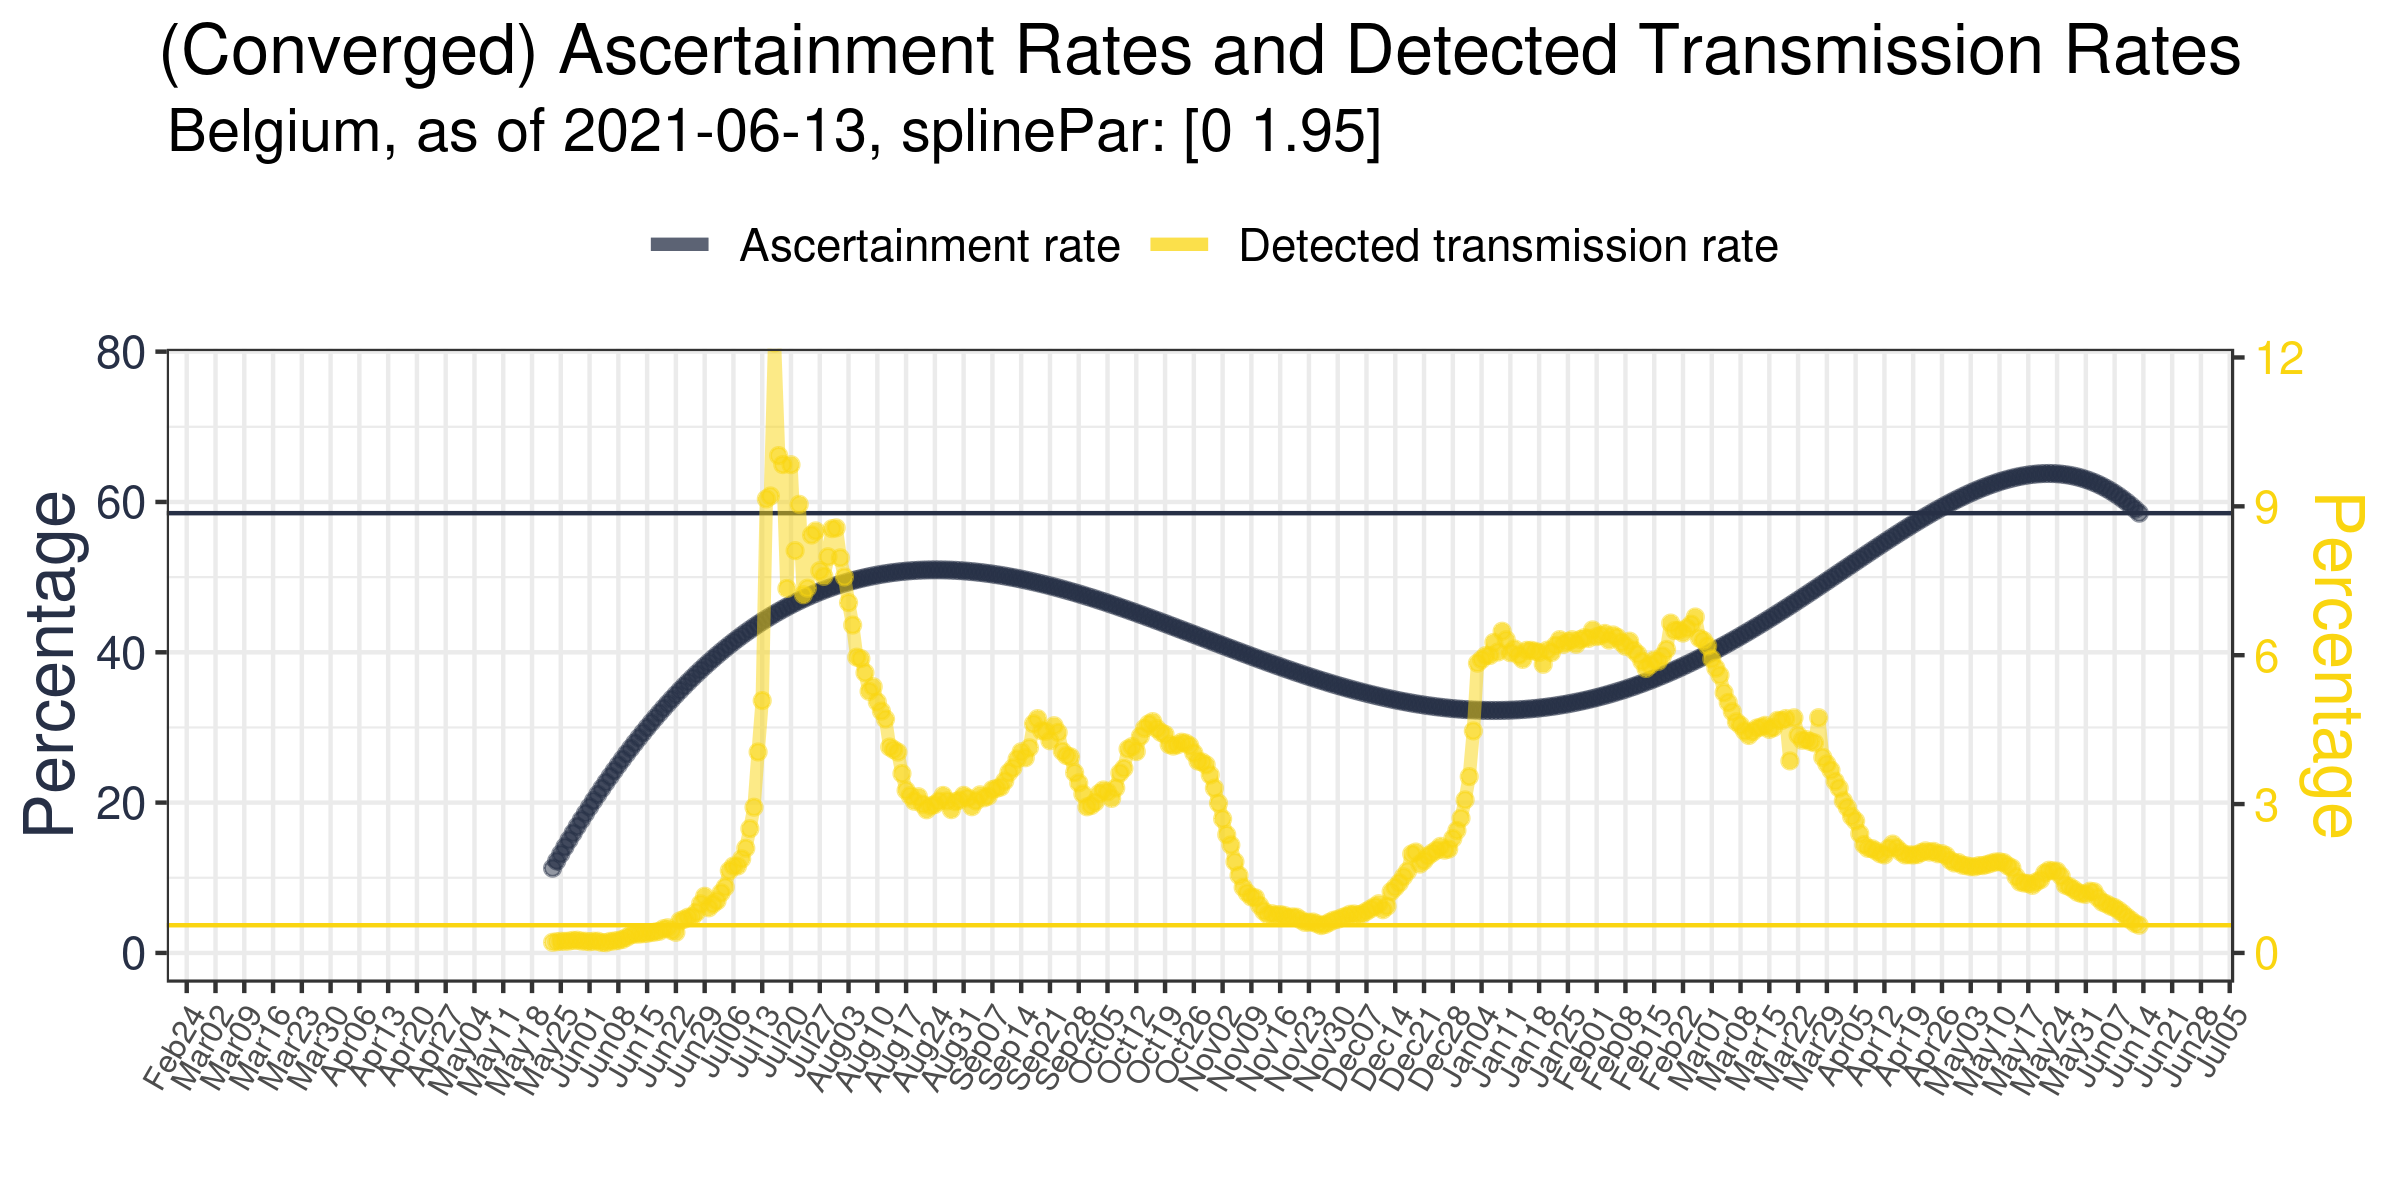 (Converged) Ascertainment Rates and Detected Transmission Rates
Belgium, as of 2021-06-13, splinePar: [0 1.95]
Ascertainment rate
Detected transmission rate
Percentage
80
60
40
20
0
12
9
6
3
0
Percentage
Feb24
Mar02
Mar09
Mar16
Mar23
Mar30
Apr06
Apr13
Apr20
Apr27
May04
May11
May18
May25
Jun01
Jun08
Jun15
Jun22
Jun29
Jul06
Jul13
Jul20
Jul27
Aug03
Aug10
Aug17
Aug24
Aug31
Sep07
Sep14
Sep21
Sep28
Oct05
Oct12
Oct19
Oct26
Nov02
Nov09
Nov16
Nov23
Nov30
Dec07
Dec14
Dec21
Dec28
Jan04
Jan11
Jan18
Jan25
Feb01
Feb08
Feb15
Feb22
Mar01
Mar08
Mar15
Mar22
Mar29
Apr05
Apr12
Apr19
Apr26
May03
May10
May17
May24
May31
Jun07
Jun14
Jun21
Jun28
Jul05